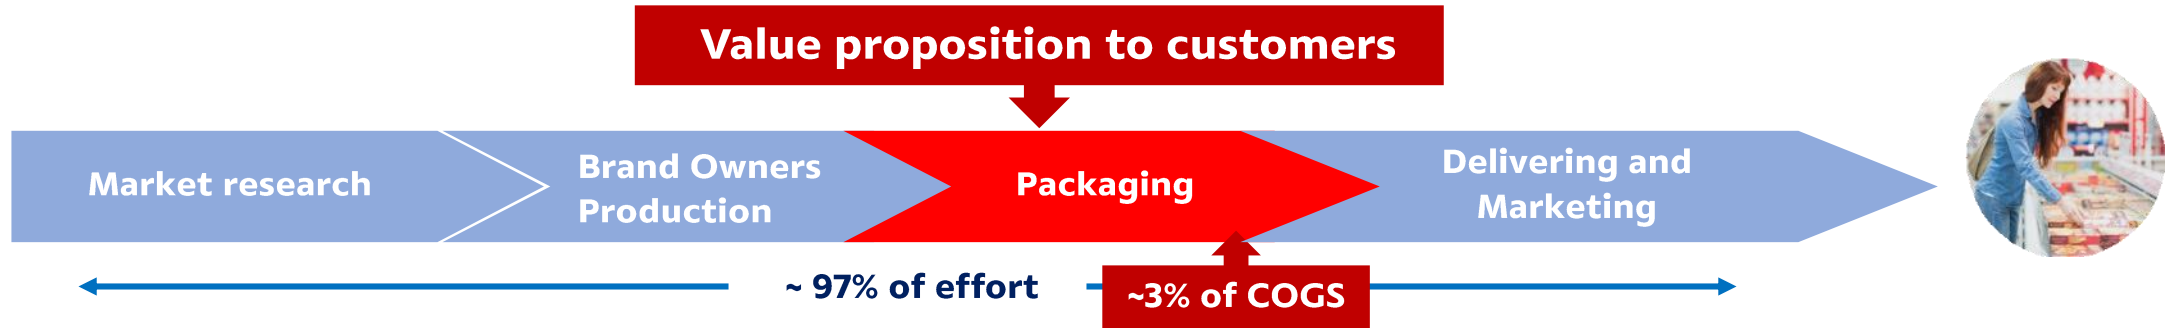 Value proposition to customers
Market research
Brand Owners
Production
Packaging
Delivering and
Marketing
~ 97% of effort
~3% of COGS